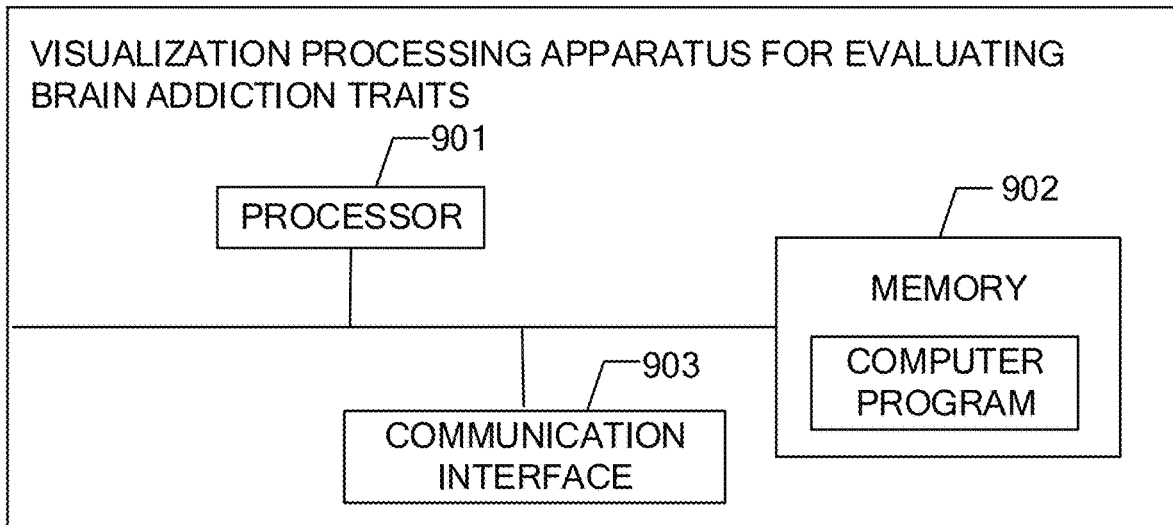 VISUALIZATION PROCESSING APPARATUS FOR EVALUATING
BRAIN ADDICTION TRAITS
901
PROCESSOR
902
MEMORY
COMPUTER
PROGRAM
903
COMMUNICATION
INTERFACE